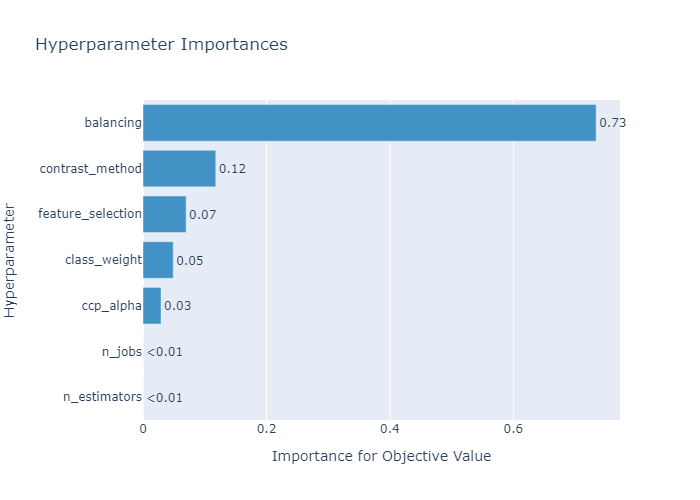 Hyperparameter Importances
Hyperparameter
balancing 0.73
contrast_method 0.12
feature_selection 0.07
class_weight 0.05
ccp_alpha 0.03
n_jobs <0.01
n_estimators <0.01
0 0.2 0.4 0.6
Importance for Objective Value